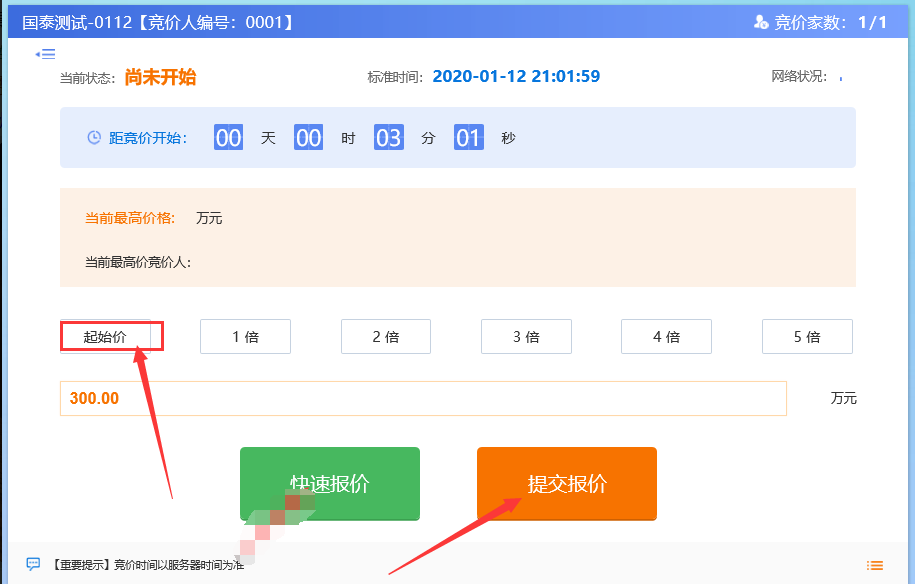 国泰测试-0112【竞价人编号：0001】 竞价家数：1/1
当前状态：尚未开始 标准时间：2020-01-12 21:01:59 网络状况：
距竞价开始： 00 天 00 时 03 分 01 秒
当前最高价格： 万元
当前最高价竞价人：
起始价 1 倍 2 倍 3 倍 4 倍 5 倍
300.00 万元
快速报价 提交报价
【重要提示】竞价时间以服务器时间为准